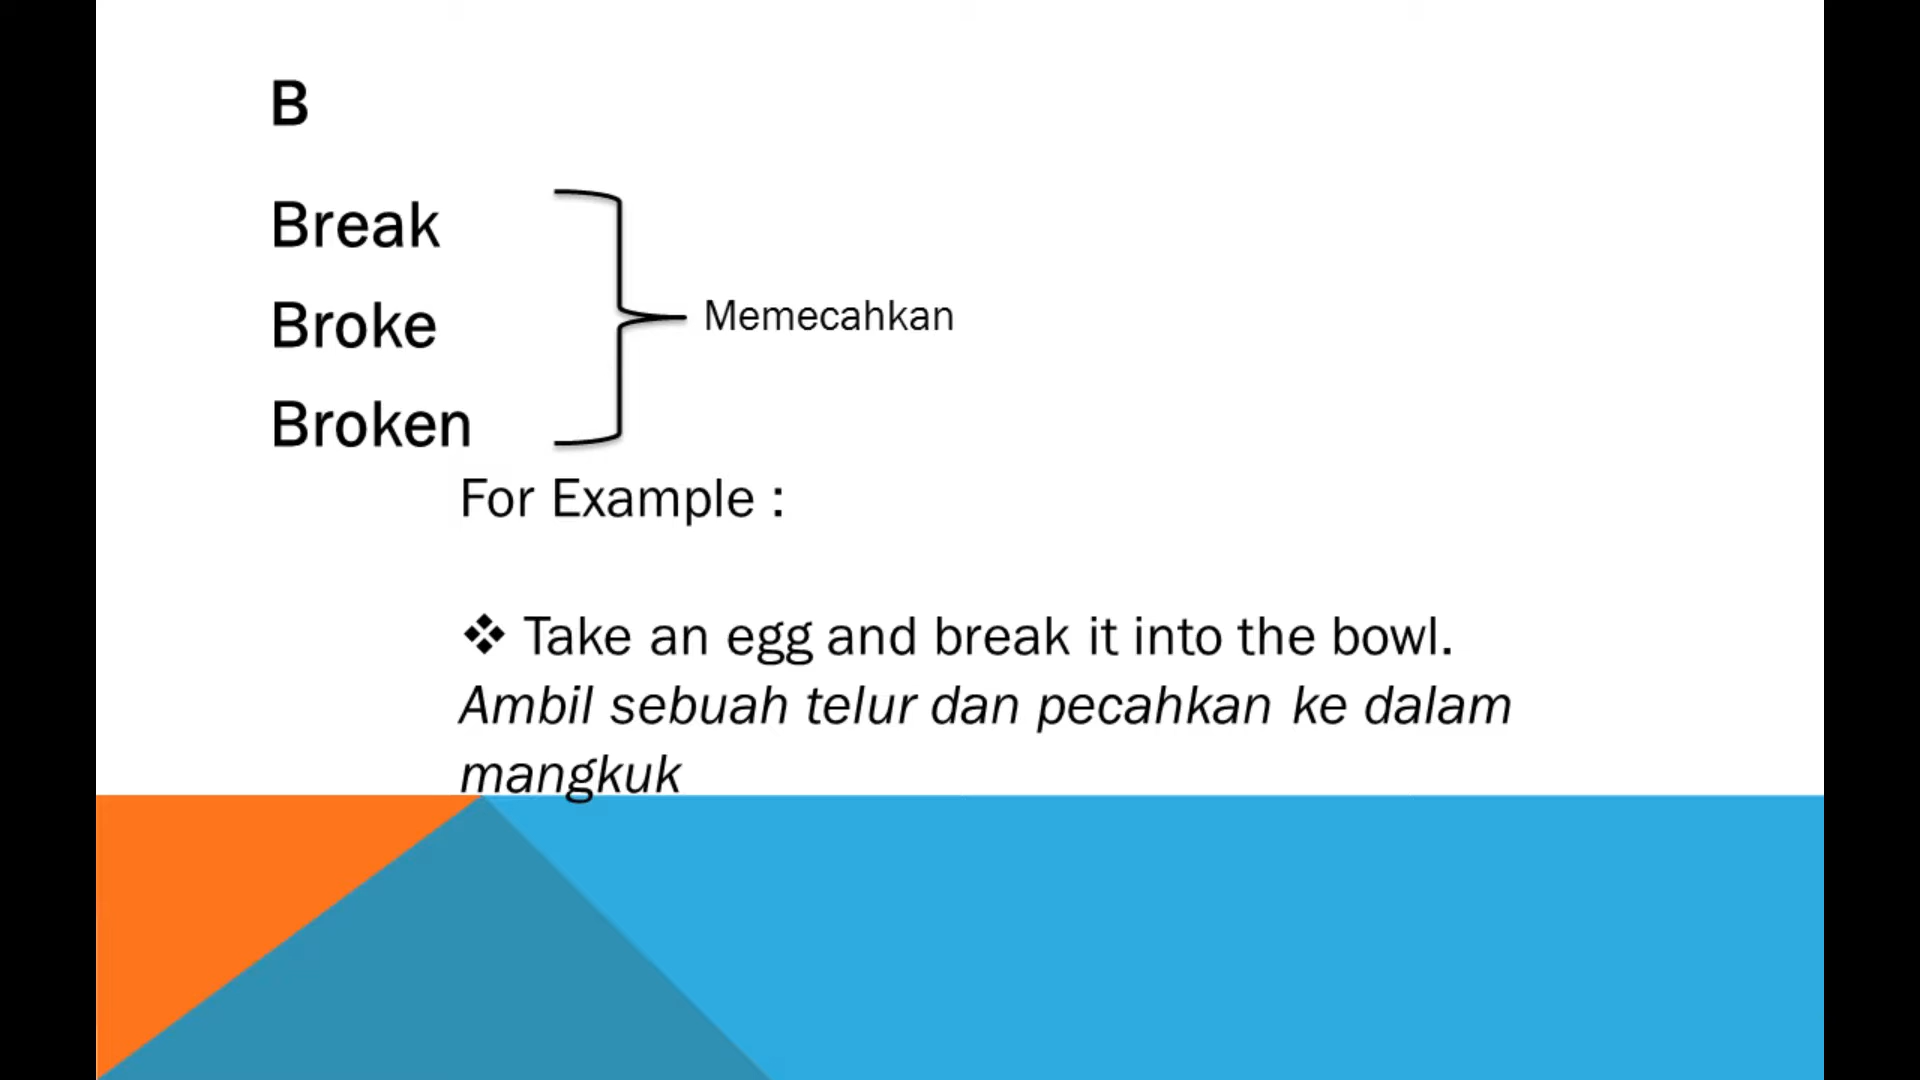 B
Break
Broke
Broken
Memecahkan
For Example :
❖ Take an egg and break it into the bowl.
Ambil sebuah telur dan pecahkan ke dalam
mangkuk